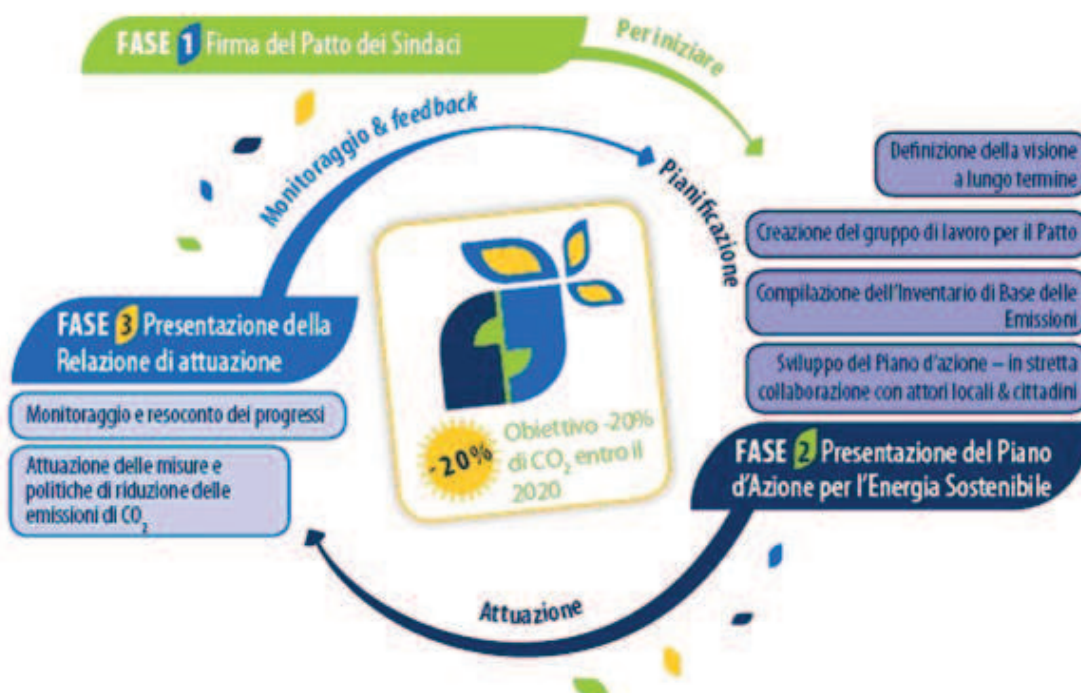 FASE 1 Firma del Patto dei Sindaci
Per iniziare
Monitoraggio & feedback
Pianificazione
Definizione della visione
a lungo termine
Creazione del gruppo di lavoro per il Patto
Compilazione dell'Inventario di Base delle
Emissioni
Sviluppo del Piano d'azione – in stretta
collaborazione con attori locali & cittadini
FASE 2 Presentazione del Piano
d'Azione per l'Energia Sostenibile
Attuazione
FASE 3 Presentazione della
Relazione di attuazione
Monitoraggio e resoconto dei progressi
Attuazione delle misure e
politiche di riduzione delle
emissioni di CO₂
-20%
Obiettivo -20%
di CO₂ entro il
2020